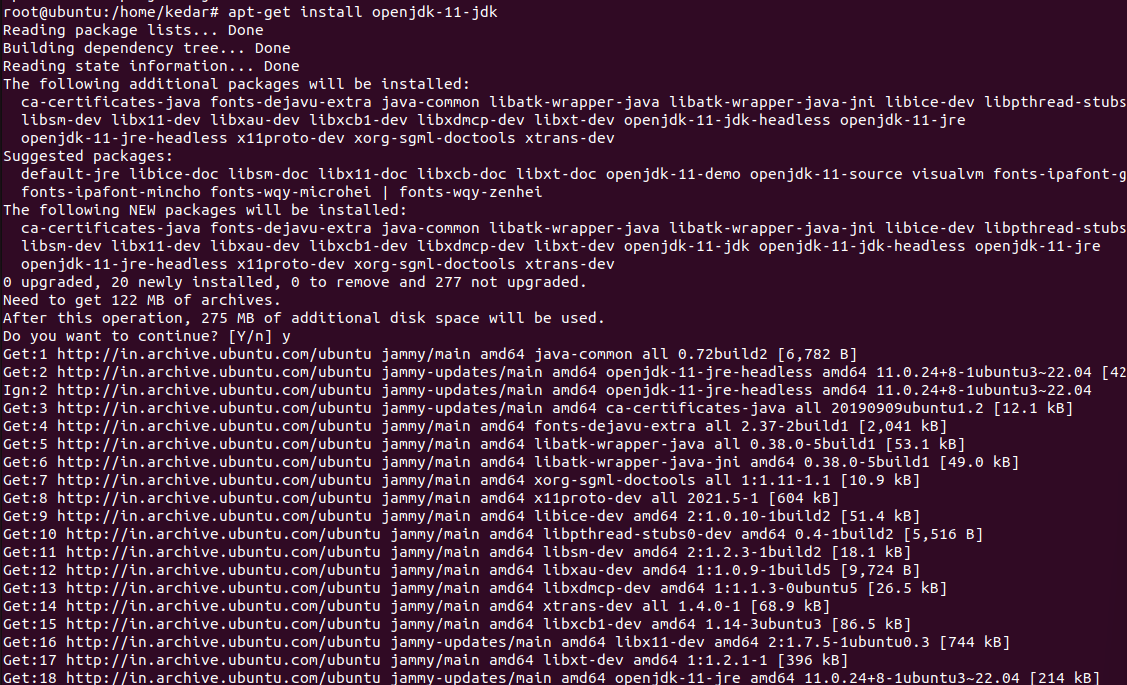 root@ubuntu:/home/kedar# apt-get install openjdk-11-jdk
Reading package lists... Done
Building dependency tree... Done
Reading state information... Done
The following additional packages will be installed:
  ca-certificates-java fonts-dejavu-extra java-common libatk-wrapper-java libatk-wrapper-java-jni libice-dev libpthread-stubs
  libsm-dev libx11-dev libxau-dev libxcb1-dev libxdmcp-dev libxt-dev openjdk-11-jdk-headless openjdk-11-jre
  openjdk-11-jre-headless x11proto-dev xorg-sgml-doctools xtrans-dev
Suggested packages:
  default-jre libice-doc libsm-doc libx11-doc libxcb-doc libxt-doc openjdk-11-demo openjdk-11-source visualvm fonts-ipafont-g
  fonts-ipafont-mincho fonts-wqy-microhei | fonts-wqy-zenhei
The following NEW packages will be installed:
  ca-certificates-java fonts-dejavu-extra java-common libatk-wrapper-java libatk-wrapper-java-jni libice-dev libpthread-stubs
  libsm-dev libx11-dev libxau-dev libxcb1-dev libxdmcp-dev libxt-dev openjdk-11-jdk openjdk-11-jdk-headless openjdk-11-jre
  openjdk-11-jre-headless x11proto-dev xorg-sgml-doctools xtrans-dev
0 upgraded, 20 newly installed, 0 to remove and 277 not upgraded.
Need to get 122 MB of archives.
After this operation, 275 MB of additional disk space will be used.
Do you want to continue? [Y/n] y
Get:1 http://in.archive.ubuntu.com/ubuntu jammy/main amd64 java-common all 0.72build2 [6,782 B]
Get:2 http://in.archive.ubuntu.com/ubuntu jammy-updates/main amd64 openjdk-11-jre-headless amd64 11.0.24+8-1ubuntu3~22.04 [42
Ign:2 http://in.archive.ubuntu.com/ubuntu jammy-updates/main amd64 openjdk-11-jre-headless amd64 11.0.24+8-1ubuntu3~22.04
Get:3 http://in.archive.ubuntu.com/ubuntu jammy-updates/main amd64 ca-certificates-java all 20190909ubuntu1.2 [12.1 kB]
Get:4 http://in.archive.ubuntu.com/ubuntu jammy/main amd64 fonts-dejavu-extra all 2.37-2build1 [2,041 kB]
Get:5 http://in.archive.ubuntu.com/ubuntu jammy/main amd64 libatk-wrapper-java all 0.38.0-5build1 [53.1 kB]
Get:6 http://in.archive.ubuntu.com/ubuntu jammy/main amd64 libatk-wrapper-java-jni amd64 0.38.0-5build1 [49.0 kB]
Get:7 http://in.archive.ubuntu.com/ubuntu jammy/main amd64 xorg-sgml-doctools all 1:1.11-1.1 [10.9 kB]
Get:8 http://in.archive.ubuntu.com/ubuntu jammy/main amd64 x11proto-dev all 2021.5-1 [604 kB]
Get:9 http://in.archive.ubuntu.com/ubuntu jammy/main amd64 libice-dev amd64 2:1.0.10-1build2 [51.4 kB]
Get:10 http://in.archive.ubuntu.com/ubuntu jammy/main amd64 libpthread-stubs0-dev amd64 0.4-1build2 [5,516 B]
Get:11 http://in.archive.ubuntu.com/ubuntu jammy/main amd64 libsm-dev amd64 2:1.2.3-1build2 [18.1 kB]
Get:12 http://in.archive.ubuntu.com/ubuntu jammy/main amd64 libxau-dev amd64 1:1.0.9-1build5 [9,724 B]
Get:13 http://in.archive.ubuntu.com/ubuntu jammy/main amd64 libxdmcp-dev amd64 1:1.1.3-0ubuntu5 [26.5 kB]
Get:14 http://in.archive.ubuntu.com/ubuntu jammy/main amd64 xtrans-dev all 1.4.0-1 [68.9 kB]
Get:15 http://in.archive.ubuntu.com/ubuntu jammy/main amd64 libxcb1-dev amd64 1.14-3ubuntu3 [86.5 kB]
Get:16 http://in.archive.ubuntu.com/ubuntu jammy-updates/main amd64 libx11-dev amd64 2:1.7.5-1ubuntu0.3 [744 kB]
Get:17 http://in.archive.ubuntu.com/ubuntu jammy/main amd64 libxt-dev amd64 1:1.2.1-1 [396 kB]
Get:18 http://in.archive.ubuntu.com/ubuntu jammy-updates/main amd64 openjdk-11-jre amd64 11.0.24+8-1ubuntu3~22.04 [214 kB]